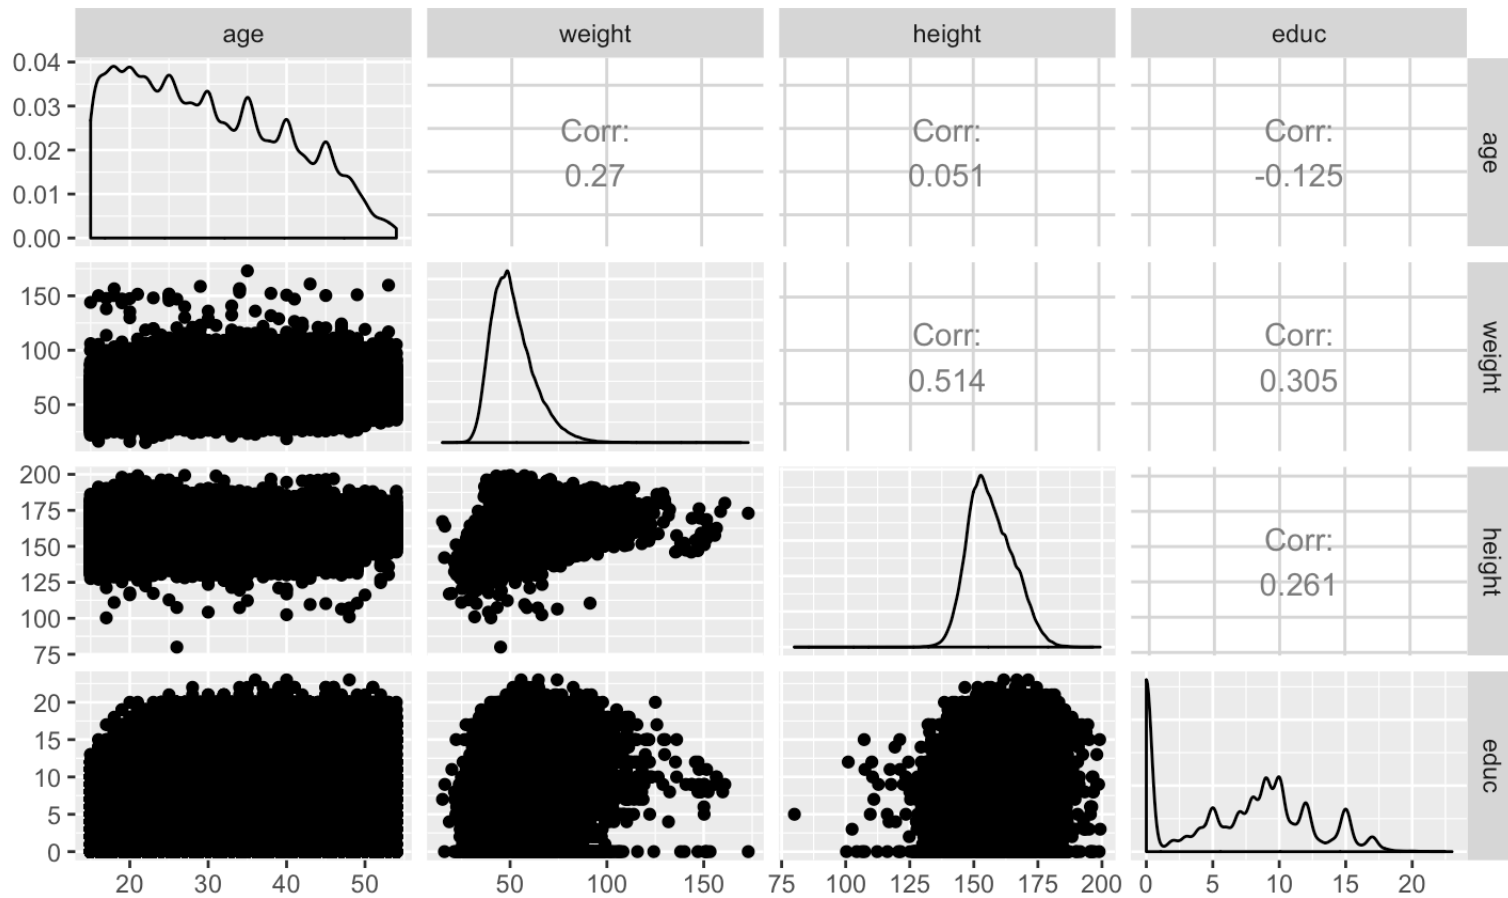 age weight height educ
0.04
0.03
0.02
0.01
0.00
Corr:
0.27
Corr:
0.051
Corr:
-0.125
age
150
100
50
Corr:
0.514
Corr:
0.305
weight
200
175
150
125
100
75
Corr:
0.261
height
20
15
10
5
0
educ
20 30 40 50
50 100 150
75 100 125 150 175 200
0 5 10 15 20